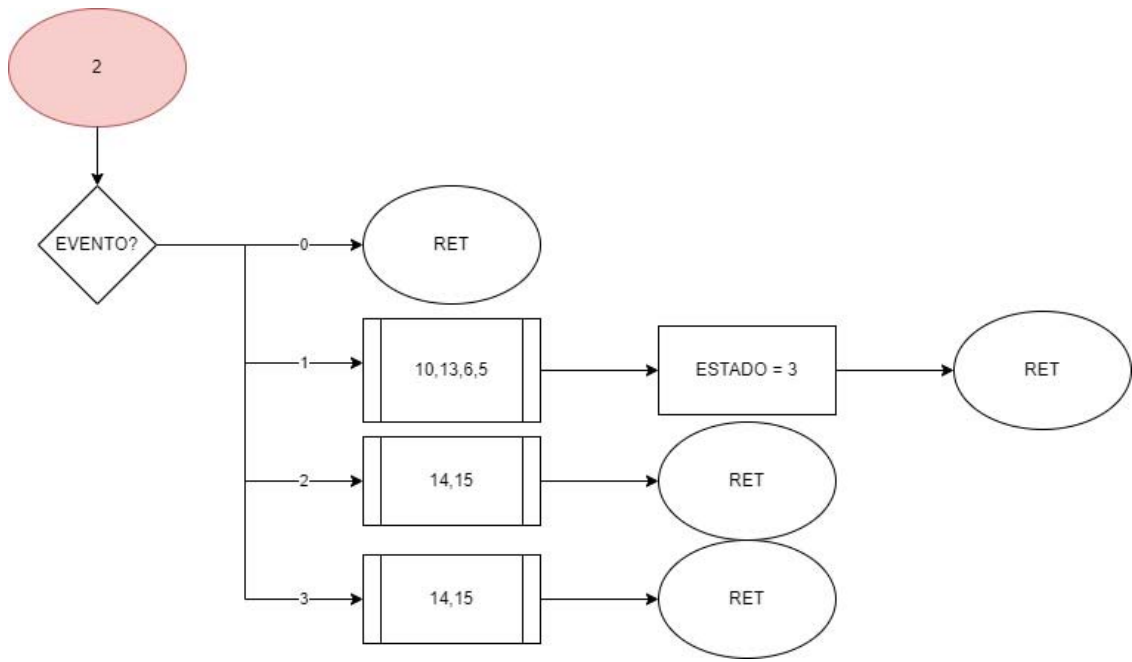 2
EVENTO?
0
RET
1
10,13,6,5
ESTADO = 3
RET
2
14,15
RET
3
14,15
RET